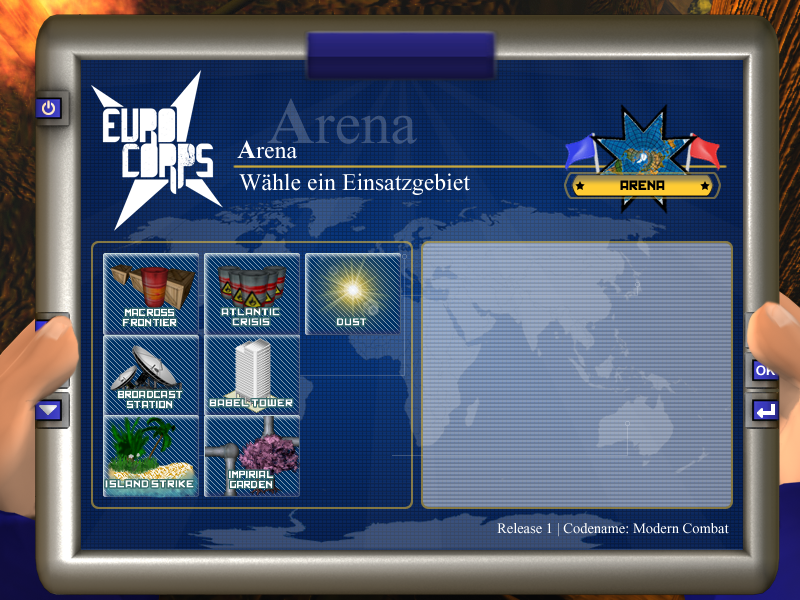 EURO
CORPS
Arena
Arena
Wähle ein Einsatzgebiet
ARENA
MACROSS
FRONTIER
ATLANTIC
CRISIS
DUST
BROADCAST
STATION
BABEL TOWER
ISLAND STRIKE
IMPIRIAL
GARDEN
OK
Release 1 | Codename: Modern Combat